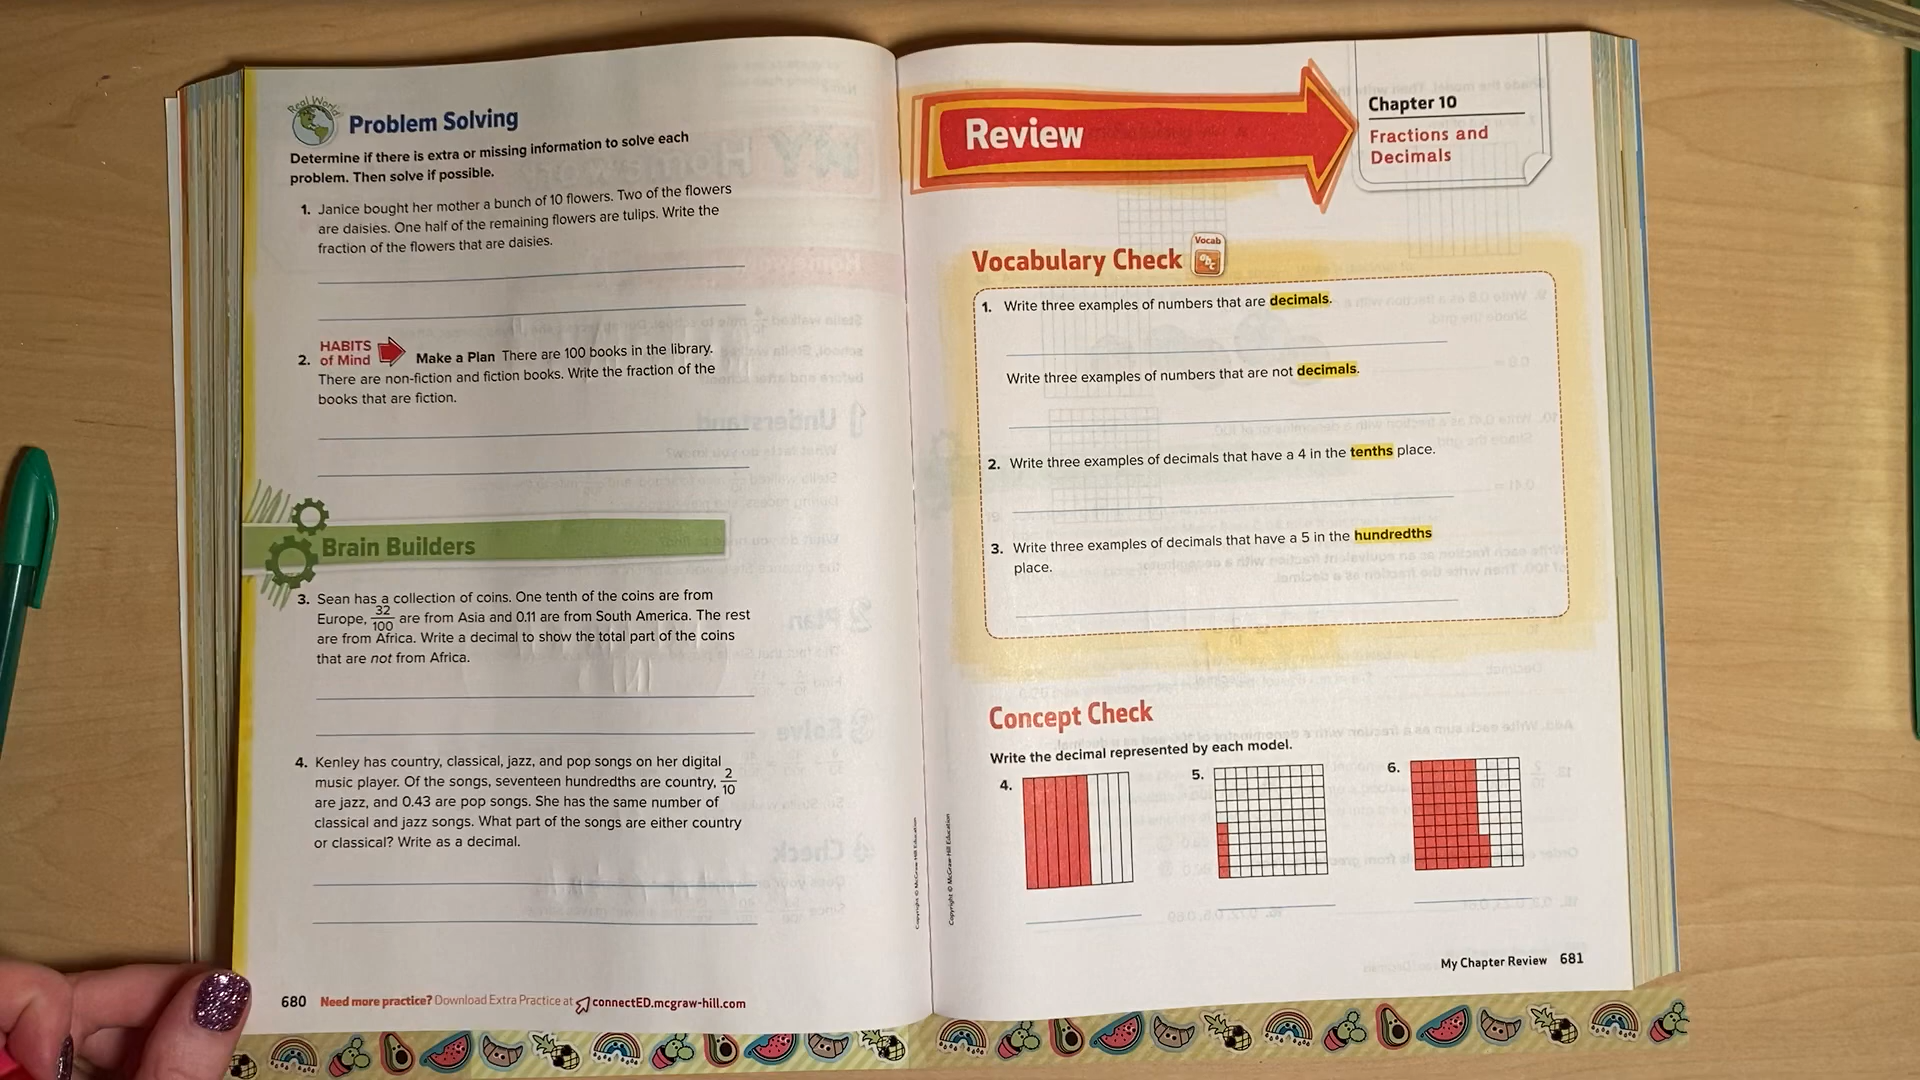 Real World
Problem Solving
Determine if there is extra or missing information to solve each
problem. Then solve if possible.
1. Janice bought her mother a bunch of 10 flowers. Two of the flowers
are daisies. One half of the remaining flowers are tulips. Write the
fraction of the flowers that are daisies.
HABITS
2. of Mind Make a Plan There are 100 books in the library.
There are non-fiction and fiction books. Write the fraction of the
books that are fiction.
Brain Builders
3. Sean has a collection of coins. One tenth of the coins are from
Europe, 32/100 are from Asia and 0.11 are from South America. The rest
are from Africa. Write a decimal to show the total part of the coins
that are not from Africa.
4. Kenley has country, classical, jazz, and pop songs on her digital
music player. Of the songs, seventeen hundredths are country, 2/10
are jazz, and 0.43 are pop songs. She has the same number of
classical and jazz songs. What part of the songs are either country
or classical? Write as a decimal.
Copyright © McGraw-Hill Education
680 Need more practice? Download Extra Practice at connectED.mcgraw-hill.com
Review
Chapter 10
Fractions and
Decimals
Vocabulary Check
Vocab
abc
1. Write three examples of numbers that are decimals.
Write three examples of numbers that are not decimals.
2. Write three examples of decimals that have a 4 in the tenths place.
3. Write three examples of decimals that have a 5 in the hundredths
place.
Concept Check
Write the decimal represented by each model.
4. 5. 6.
Copyright © McGraw-Hill Education
My Chapter Review 681